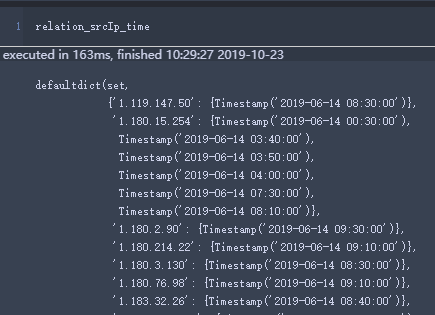 1 relation_srcIp_time
executed in 163ms, finished 10:29:27 2019-10-23
defaultdict(set,
{'1.119.147.50': {Timestamp('2019-06-14 08:30:00')},
'1.180.15.254': {Timestamp('2019-06-14 00:30:00'),
Timestamp('2019-06-14 03:40:00'),
Timestamp('2019-06-14 03:50:00'),
Timestamp('2019-06-14 04:00:00'),
Timestamp('2019-06-14 07:30:00'),
Timestamp('2019-06-14 08:10:00')},
'1.180.2.90': {Timestamp('2019-06-14 09:30:00')},
'1.180.214.22': {Timestamp('2019-06-14 09:10:00')},
'1.180.3.130': {Timestamp('2019-06-14 08:30:00')},
'1.180.76.98': {Timestamp('2019-06-14 09:10:00')},
'1.183.32.26': {Timestamp('2019-06-14 08:40:00')},